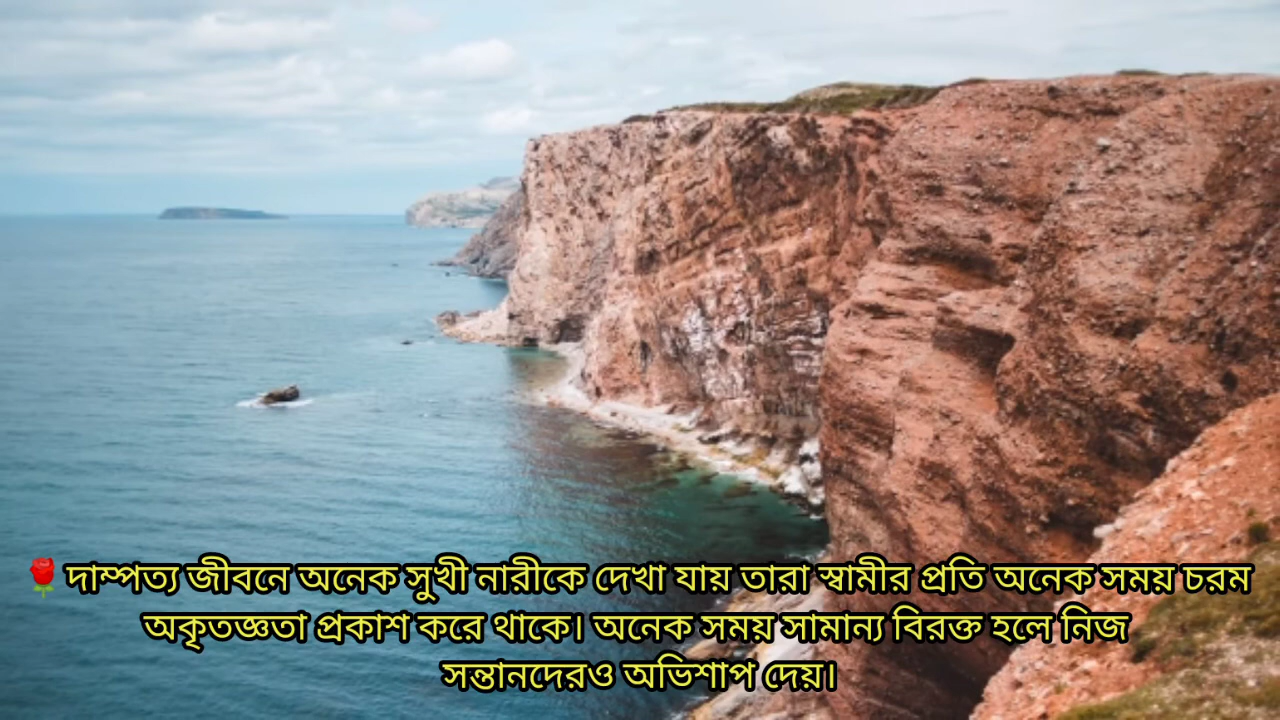 🌹দাম্পত্য জীবনে অনেক সুখী নারীকে দেখা যায় তারা স্বামীর প্রতি অনেক সময় চরম
অকৃতজ্ঞতা প্রকাশ করে থাকে। অনেক সময় সামান্য বিরক্ত হলে নিজ
সন্তানদেরও অভিশাপ দেয়।